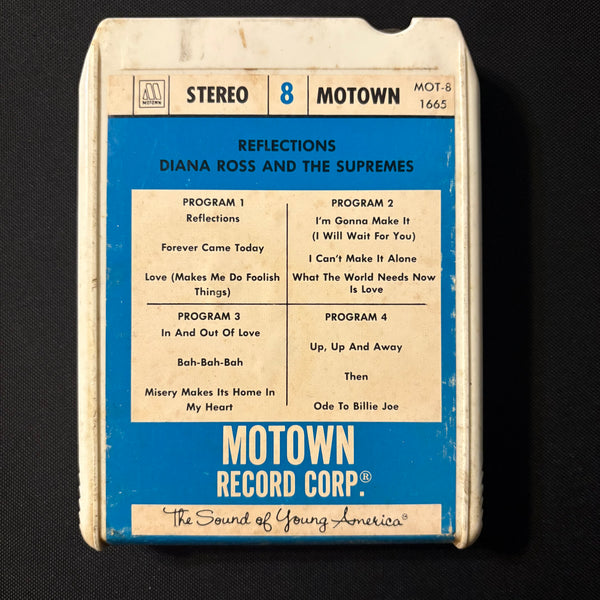 MOTOWN
STEREO 8 MOTOWN
MOT-8
1665
REFLECTIONS
DIANA ROSS AND THE SUPREMES
PROGRAM 1
Reflections
Forever Came Today
Love (Makes Me Do Foolish
Things)
PROGRAM 2
I'm Gonna Make It
(I Will Wait For You)
I Can't Make It Alone
What The World Needs Now
Is Love
PROGRAM 3
In And Out Of Love
Bah-Bah-Bah
Misery Makes Its Home In
My Heart
PROGRAM 4
Up, Up And Away
Then
Ode To Billie Joe
MOTOWN
RECORD CORP.®
The Sound of Young America®